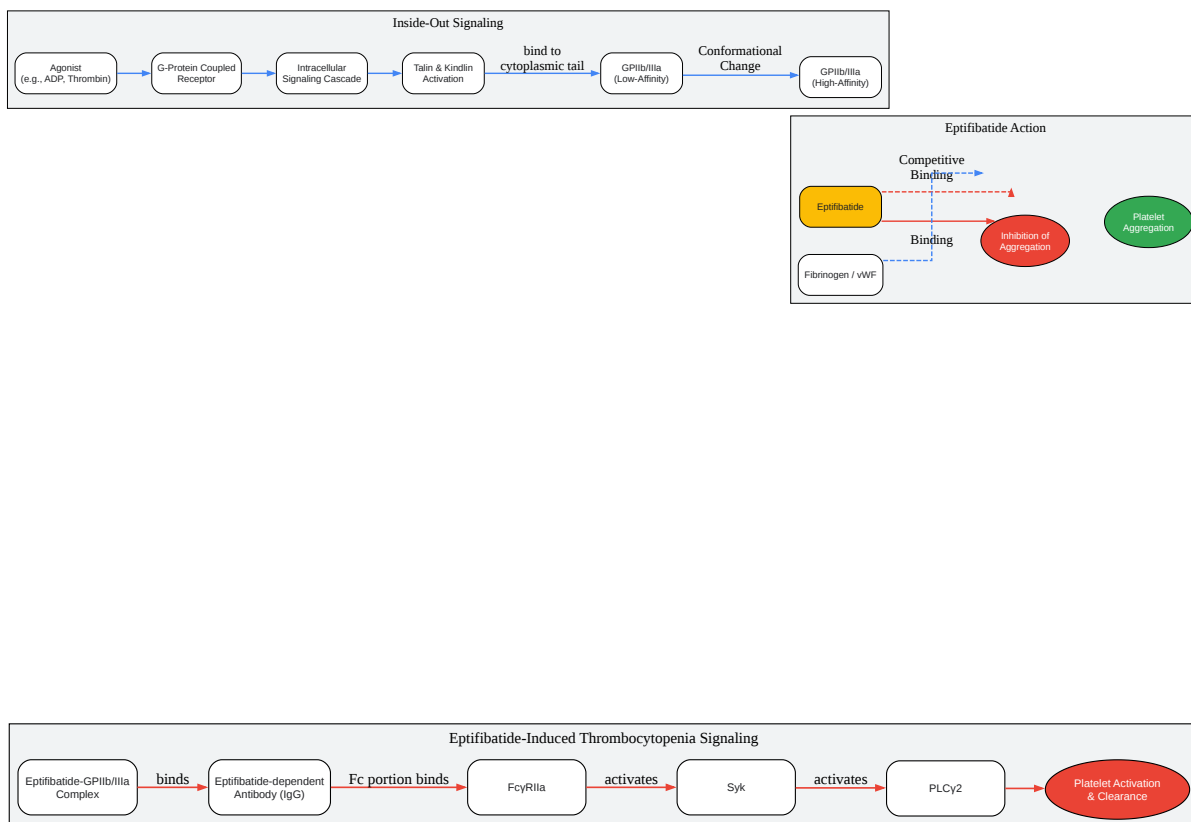 Inside-Out Signaling
Agonist
(e.g., ADP, Thrombin)
G-Protein Coupled
Receptor
Intracellular
Signaling Cascade
Talin & Kindlin
Activation
bind to
cytoplasmic tail
GPIIb/IIIa
(Low-Affinity)
Conformational
Change
GPIIb/IIIa
(High-Affinity)
Eptifibatide Action
Competitive
Binding
Eptifibatide
Binding
Fibrinogen / vWF
Inhibition of
Aggregation
Platelet
Aggregation
Eptifibatide-Induced Thrombocytopenia Signaling
Eptifibatide-GPIIb/IIIa
Complex
binds
Eptifibatide-dependent
Antibody (IgG)
Fc portion binds
FcγRIIa
activates
Syk
activates
PLCγ2
Platelet Activation
& Clearance